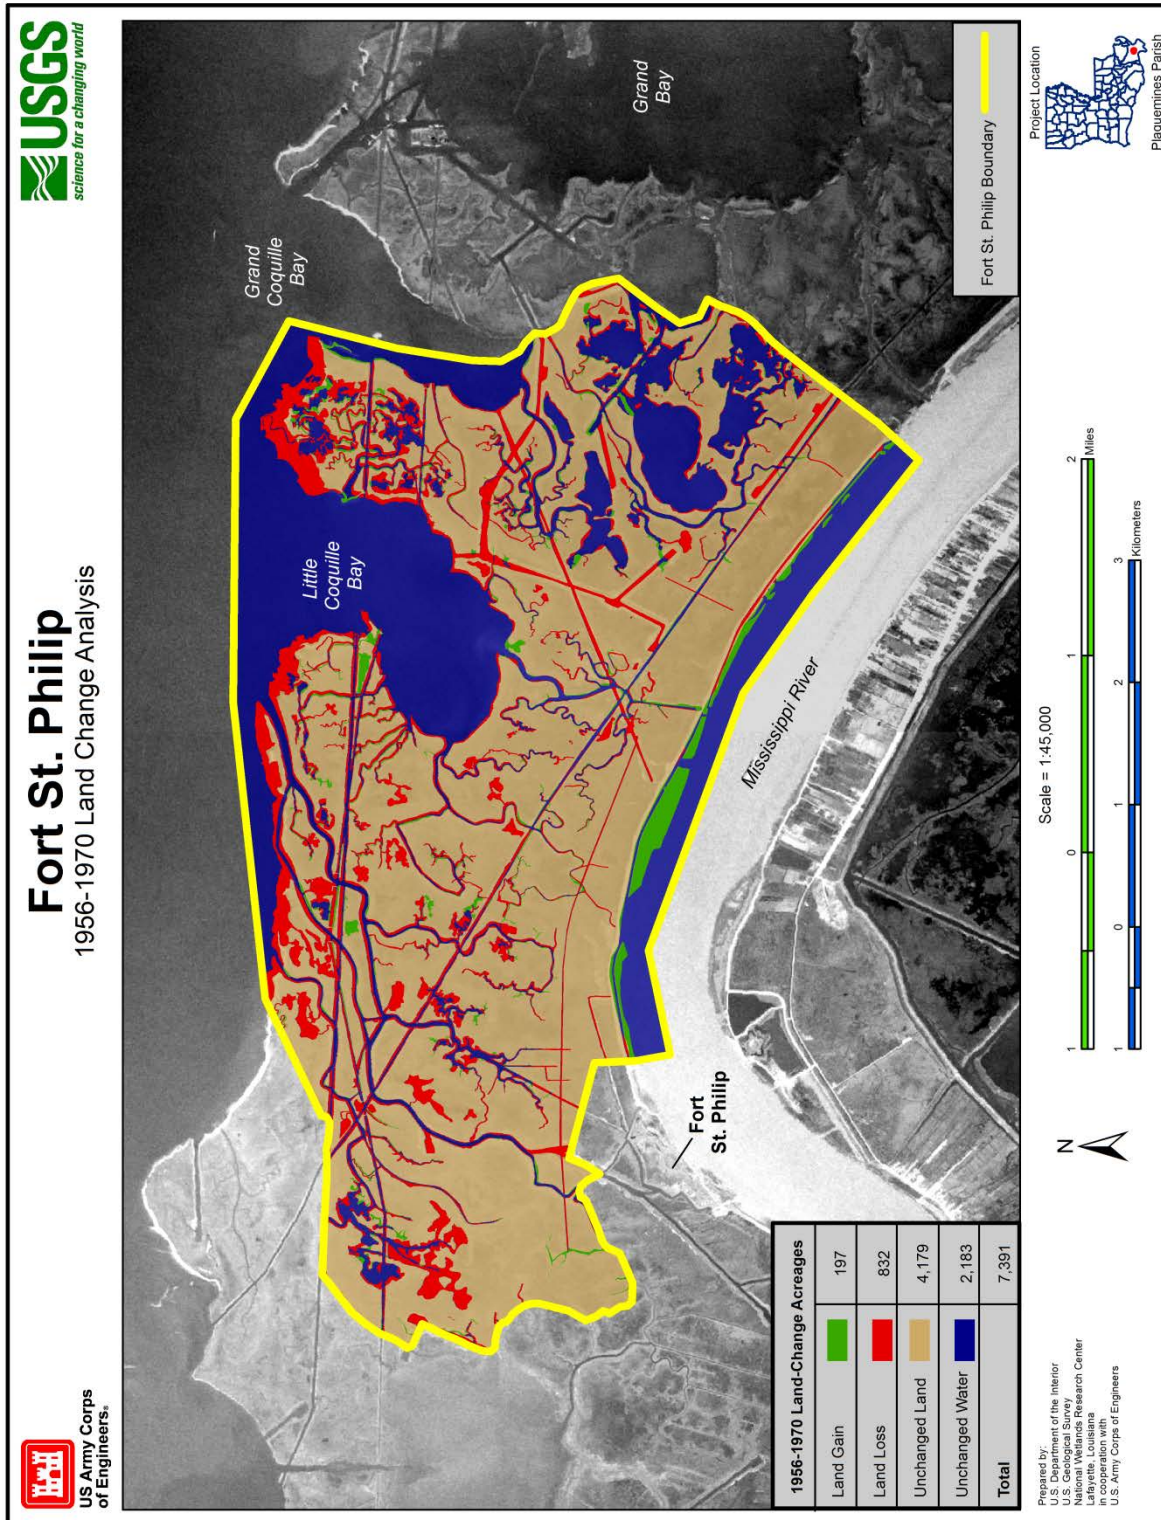 US Army Corps
of Engineers®
Fort St. Philip
1956-1970 Land Change Analysis
USGS
science for a changing world
Grand
Coquille
Bay
Little
Coquille
Bay
Grand
Bay
Mississippi River
Fort
St. Philip
1956-1970 Land-Change Acreages
Land Gain 197
Land Loss 832
Unchanged Land 4,179
Unchanged Water 2,183
Total 7,391
Fort St. Philip Boundary
Prepared by:
U.S. Department of the Interior
U.S. Geological Survey
National Wetlands Research Center
Lafayette, Louisiana
in cooperation with
U.S. Army Corps of Engineers
N
Scale = 1:45,000
1 0 1 2
Miles
1 0 1 2 3
Kilometers
Project Location
Plaquemines Parish